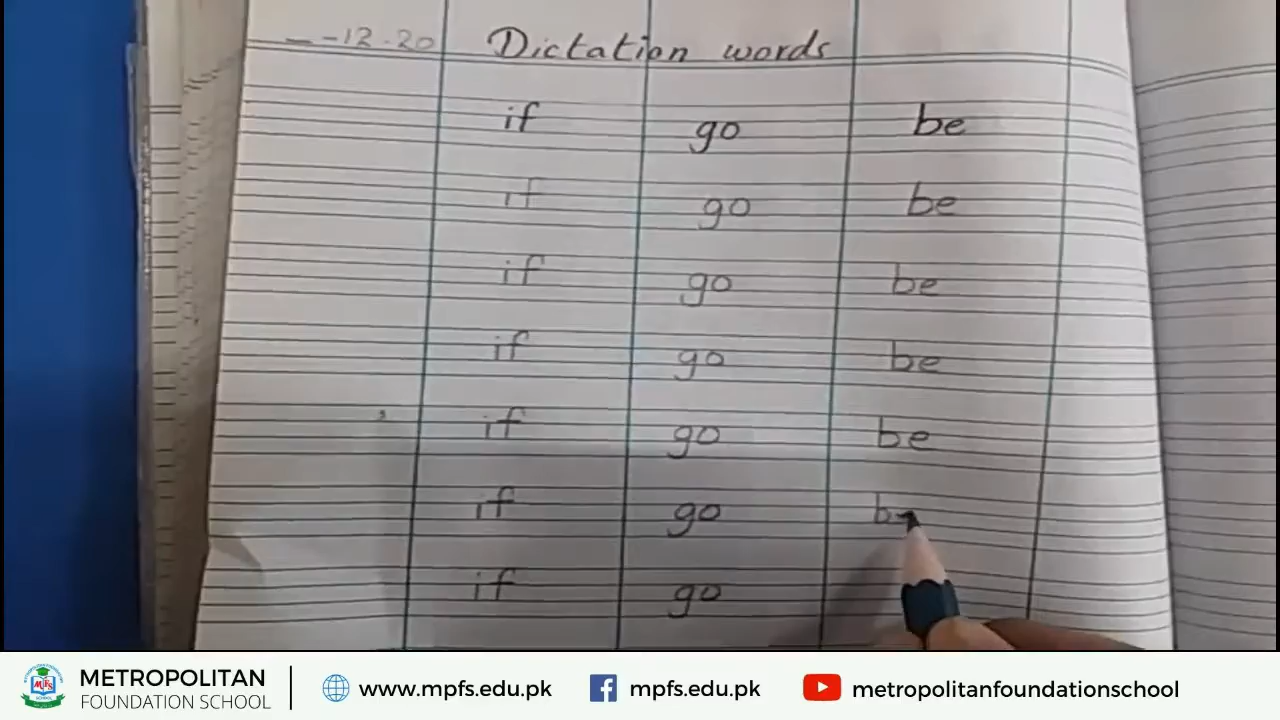 -12.20 Dictation words
if go be
if go be
if go be
if go be
if go be
if go be
if go
METROPOLITAN
FOUNDATION SCHOOL
www.mpfs.edu.pk
mpfs.edu.pk
metropolitanfoundationschool